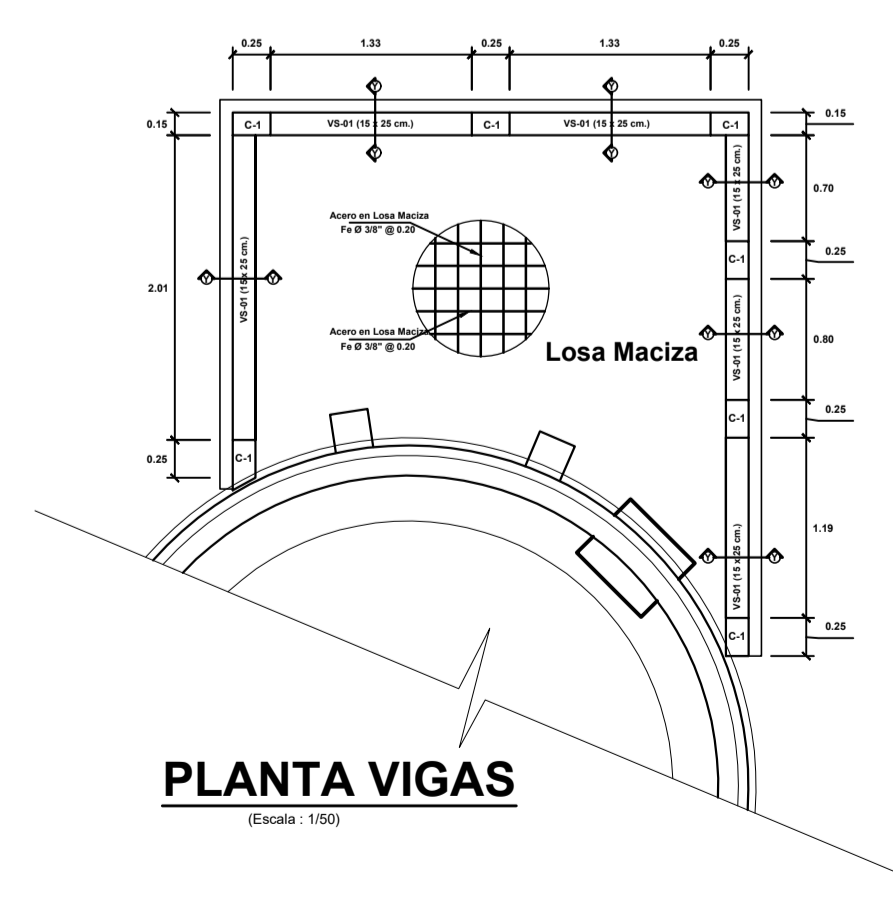 0.25
1.33
0.25
1.33
0.25
0.15
C-1
VS-01 (15 x 25 cm.)
C-1
VS-01 (15 x 25 cm.)
C-1
0.15
Y
Y
Y
Y
Y
Y
VS-01 (15 x 25 cm.)
0.70
Acero en Losa Maciza
Fe Ø 3/8" @ 0.20
C-1
0.25
2.01
Y
Y
VS-01 (15 x 25 cm.)
Acero en Losa Maciza
Fe Ø 3/8" @ 0.20
Losa Maciza
Y
Y
VS-01 (15 x 25 cm.)
0.80
C-1
0.25
0.25
C-1
Y
Y
VS-01 (15 x 25 cm.)
1.19
C-1
0.25
PLANTA VIGAS
(Escala : 1/50)